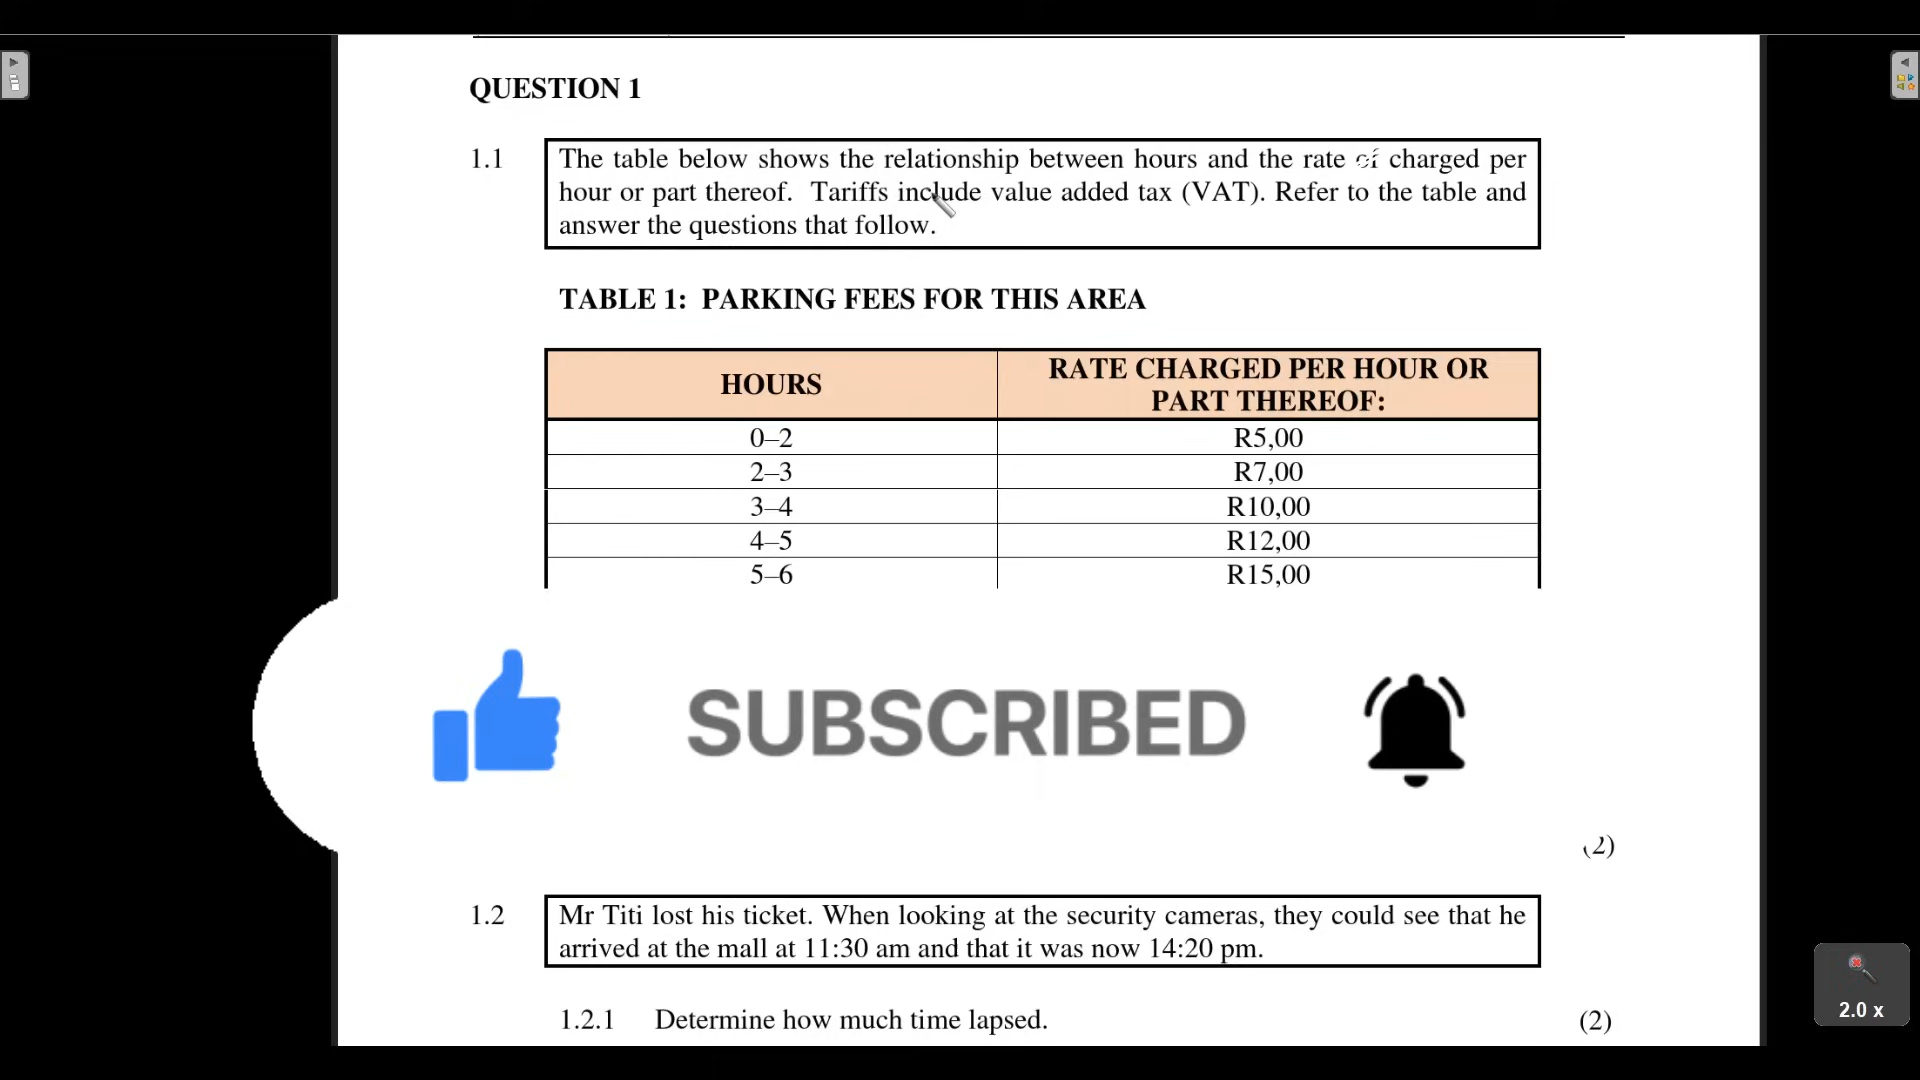 QUESTION 1
1.1 The table below shows the relationship between hours and the rate of charged per
hour or part thereof. Tariffs include value added tax (VAT). Refer to the table and
answer the questions that follow.
TABLE 1: PARKING FEES FOR THIS AREA
HOURS RATE CHARGED PER HOUR OR PART THEREOF:
0–2 R5,00
2–3 R7,00
3–4 R10,00
4–5 R12,00
5–6 R15,00
SUBSCRIBED
(2)
1.2 Mr Titi lost his ticket. When looking at the security cameras, they could see that he
arrived at the mall at 11:30 am and that it was now 14:20 pm.
1.2.1 Determine how much time lapsed. (2)
2.0 x